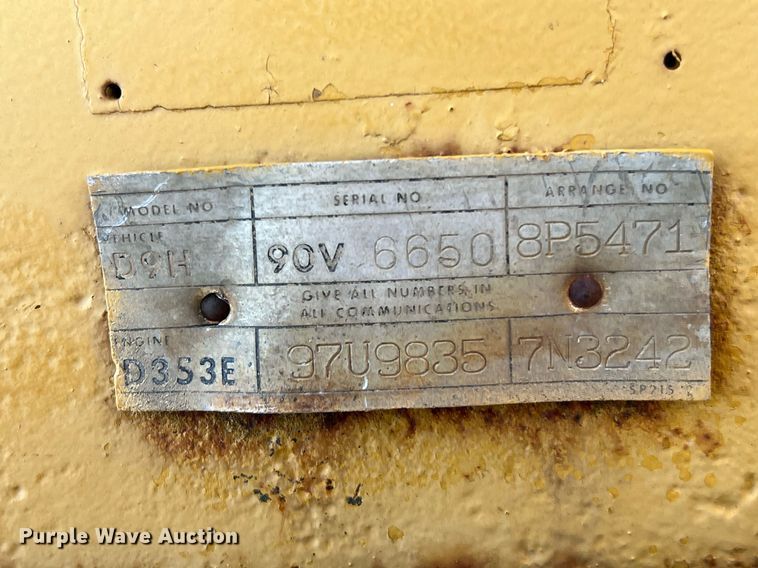 MODEL NO SERIAL NO ARRANGE NO
VEHICLE
D9H 90V 6650 8P5471
GIVE ALL NUMBERS IN
ALL COMMUNICATIONS
ENGINE
D353E 97U9835 7N3242
Purple Wave Auction®